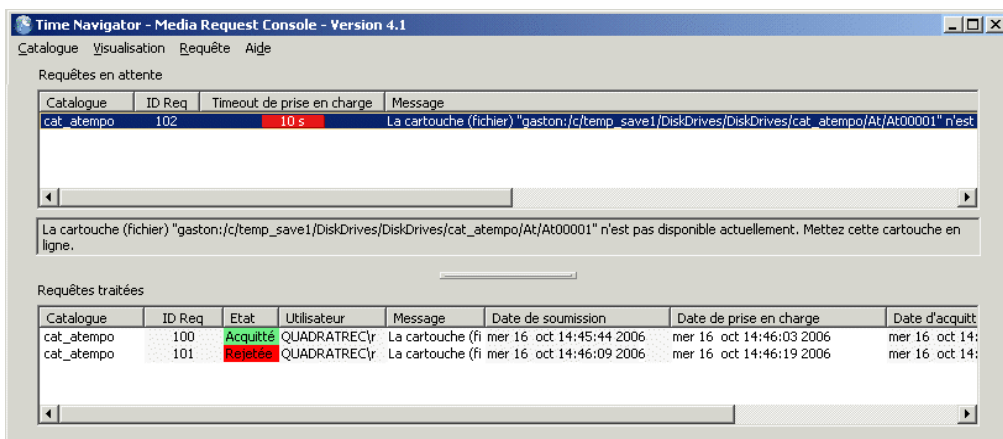 Time Navigator - Media Request Console - Version 4.1
Catalogue Visualisation Requête Aide
Requêtes en attente
Catalogue ID Req Timeout de prise en charge Message
cat_atempo 102 10 s La cartouche (fichier) "gaston:/c/temp_save1/DiskDrives/DiskDrives/cat_atempo/At/At00001" n'est
La cartouche (fichier) "gaston:/c/temp_save1/DiskDrives/DiskDrives/cat_atempo/At/At00001" n'est pas disponible actuellement. Mettez cette cartouche en
ligne.
Requêtes traitées
Catalogue ID Req Etat Utilisateur Message Date de soumission Date de prise en charge Date d'acquitt
cat_atempo 100 Acquitté QUADRATREC\r La cartouche (fi mer 16 oct 14:45:44 2006 mer 16 oct 14:46:03 2006 mer 16 oct 14:
cat_atempo 101 Rejetée QUADRATREC\r La cartouche (fi mer 16 oct 14:46:09 2006 mer 16 oct 14:46:19 2006 mer 16 oct 14: